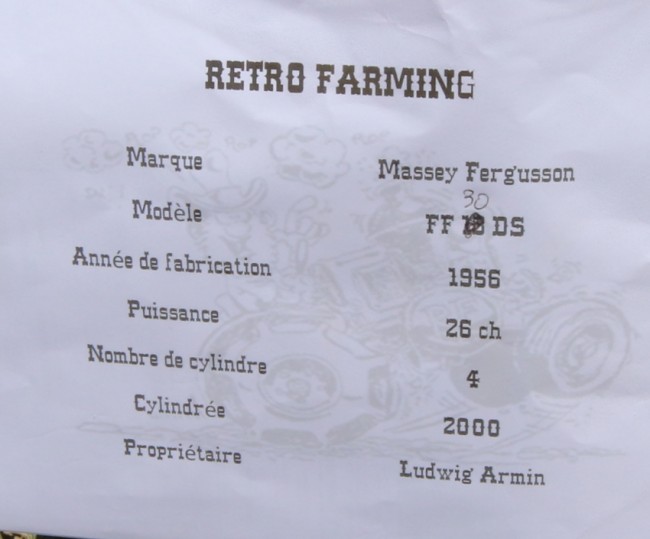 RETRO FARMING
Marque Massey Fergusson
30
Modèle FF DS
Année de fabrication 1956
Puissance 26 ch
Nombre de cylindre 4
Cylindrée 2000
Propriétaire Ludwig Armin